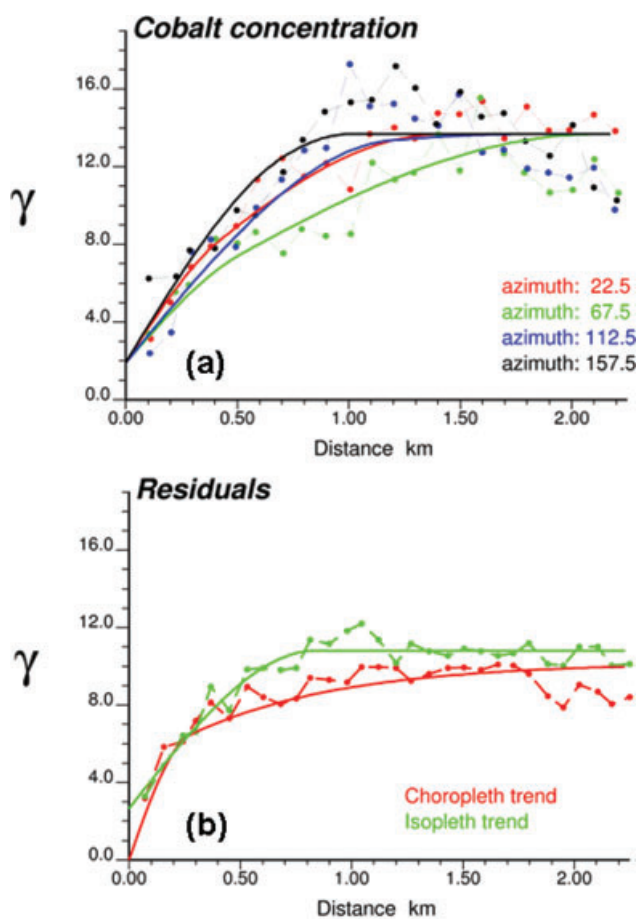 Cobalt concentration
16.0
12.0
γ
8.0
azimuth: 22.5
azimuth: 67.5
4.0
azimuth: 112.5
(a)
azimuth: 157.5
0.0
0.00 0.50 1.00 1.50 2.00
Distance km
Residuals
16.0
12.0
γ
8.0
4.0
Choropleth trend
(b)
Isopleth trend
0.0
0.00 0.50 1.00 1.50 2.00
Distance km